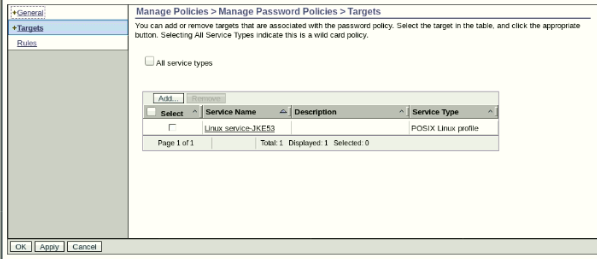 +General
+Targets
Rules
Manage Policies > Manage Password Policies > Targets
You can add or remove targets that are associated with the password policy. Select the target in the table, and click the appropriate
button. Selecting All Service Types indicate this is a wild card policy.
All service types
Add... Remove
Select ^ Service Name Description ^ Service Type ^
Linux service-JKE53 POSIX Linux profile
Page 1 of 1 Total: 1 Displayed: 1 Selected: 0
OK Apply Cancel